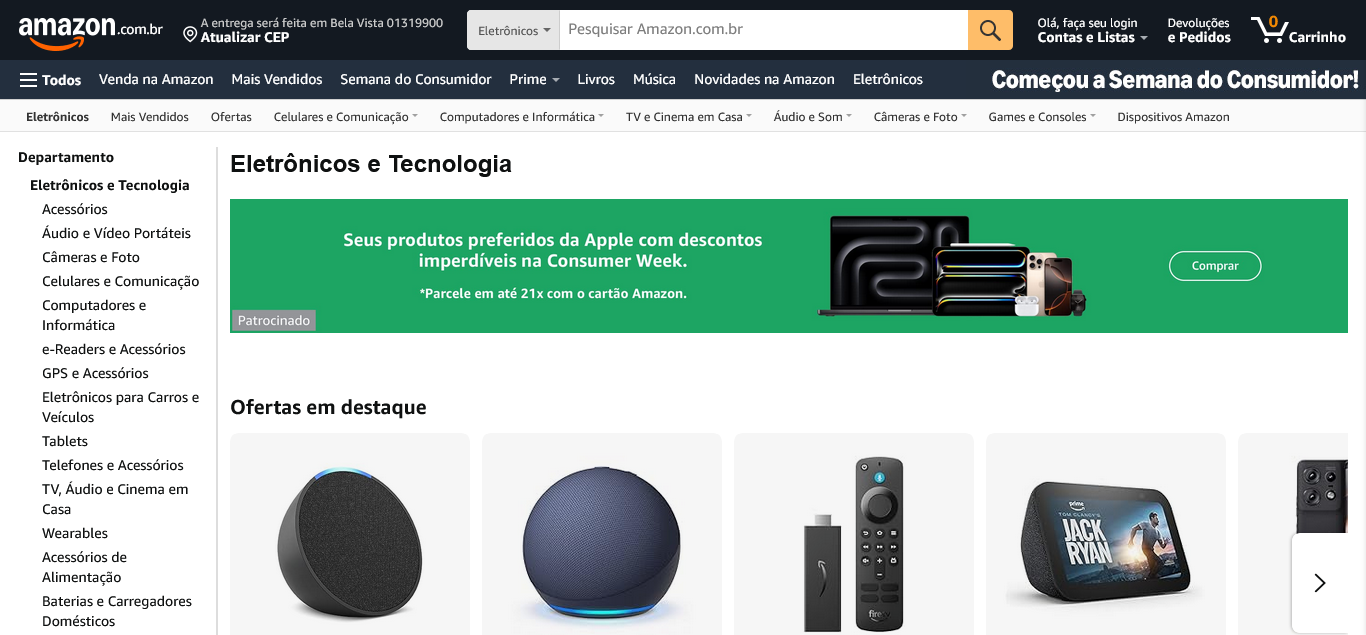 amazon.com.br
A entrega será feita em Bela Vista 01319900
Atualizar CEP
Eletrônicos
Pesquisar Amazon.com.br
Olá, faça seu login
Contas e Listas
Devoluções
e Pedidos
0
Carrinho
Todos
Venda na Amazon
Mais Vendidos
Semana do Consumidor
Prime
Livros
Música
Novidades na Amazon
Eletrônicos
Começou a Semana do Consumidor!
Eletrônicos
Mais Vendidos
Ofertas
Celulares e Comunicação
Computadores e Informática
TV e Cinema em Casa
Áudio e Som
Câmeras e Foto
Games e Consoles
Dispositivos Amazon
Departamento
Eletrônicos e Tecnologia
Acessórios
Áudio e Vídeo Portáteis
Câmeras e Foto
Celulares e Comunicação
Computadores e
Informática
e-Readers e Acessórios
GPS e Acessórios
Eletrônicos para Carros e
Veículos
Tablets
Telefones e Acessórios
TV, Áudio e Cinema em
Casa
Wearables
Acessórios de
Alimentação
Baterias e Carregadores
Domésticos
Eletrônicos e Tecnologia
Seus produtos preferidos da Apple com descontos
imperdíveis na Consumer Week.
*Parcele em até 21x com o cartão Amazon.
Comprar
Patrocinado
Ofertas em destaque
fire tv
prime
TOM CLANCY'S
JACK
RYAN